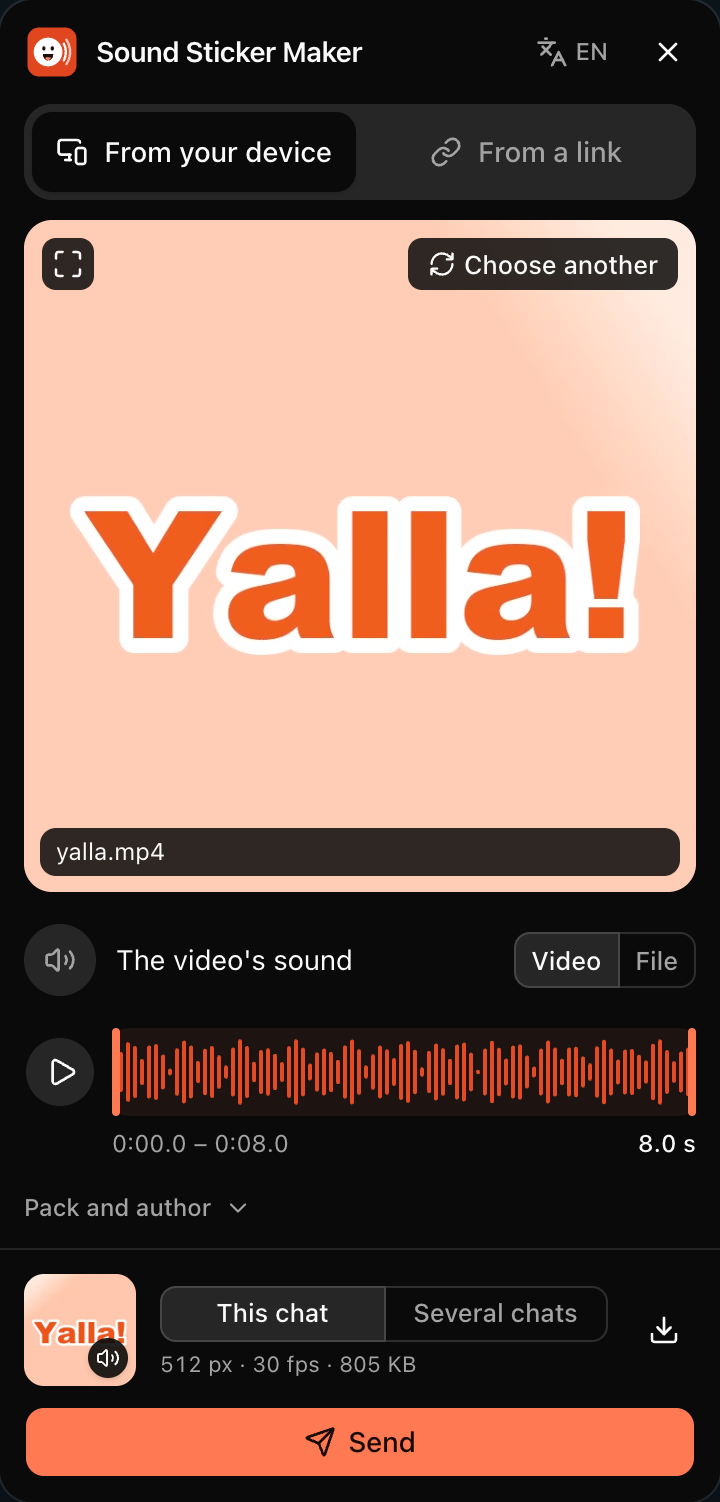 Sound Sticker Maker
EN
From your device
From a link
Choose another
Yalla!
yalla.mp4
The video's sound
Video
File
0:00.0 – 0:08.0
8.0 s
Pack and author
Yalla!
This chat
Several chats
512 px · 30 fps · 805 KB
Send